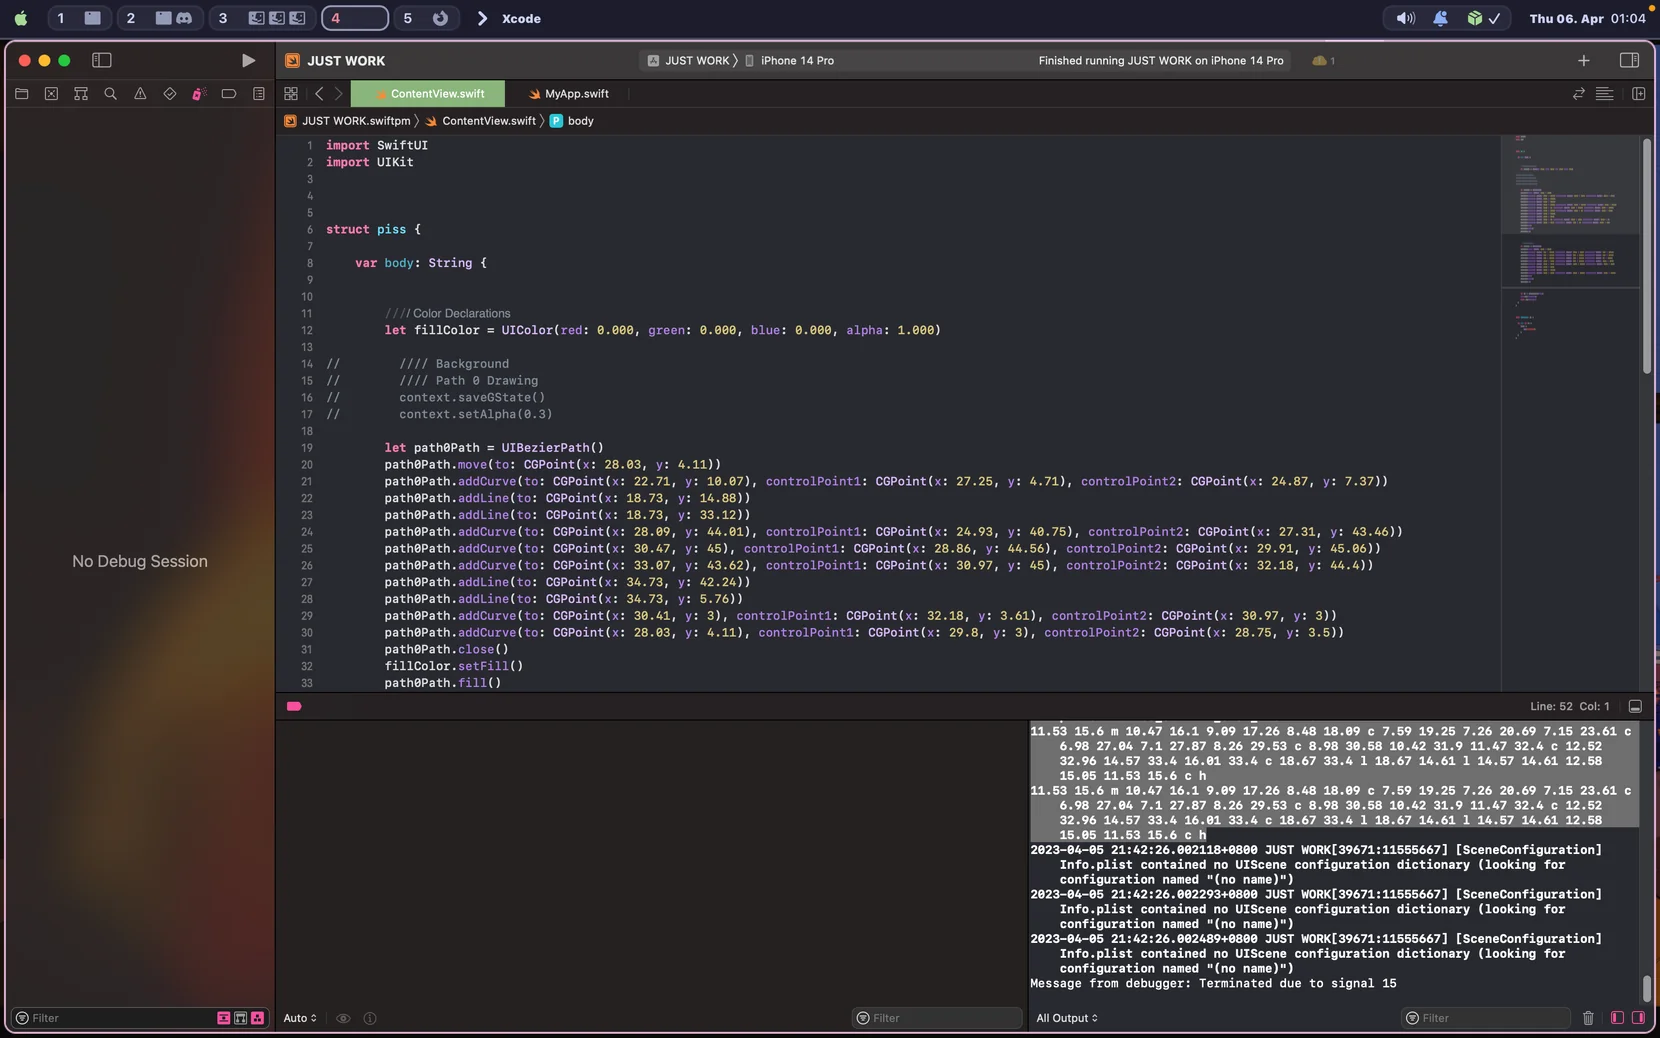 1 2 3 4 5 Xcode Thu 06. Apr 01:04
JUST WORK JUST WORK 〉 iPhone 14 Pro Finished running JUST WORK on iPhone 14 Pro 1
ContentView.swift MyApp.swift
JUST WORK.swiftpm 〉 ContentView.swift 〉 P body
1 import SwiftUI
2 import UIKit
3
4
5
6 struct piss {
7
8 var body: String {
9
10
11 //// Color Declarations
12 let fillColor = UIColor(red: 0.000, green: 0.000, blue: 0.000, alpha: 1.000)
13
14 // //// Background
15 // //// Path 0 Drawing
16 // context.saveGState()
17 // context.setAlpha(0.3)
18
19 let path0Path = UIBezierPath()
20 path0Path.move(to: CGPoint(x: 28.03, y: 4.11))
21 path0Path.addCurve(to: CGPoint(x: 22.71, y: 10.07), controlPoint1: CGPoint(x: 27.25, y: 4.71), controlPoint2: CGPoint(x: 24.87, y: 7.37))
22 path0Path.addLine(to: CGPoint(x: 18.73, y: 14.88))
23 path0Path.addLine(to: CGPoint(x: 18.73, y: 33.12))
24 path0Path.addCurve(to: CGPoint(x: 28.09, y: 44.01), controlPoint1: CGPoint(x: 24.93, y: 40.75), controlPoint2: CGPoint(x: 27.31, y: 43.46))
25 path0Path.addCurve(to: CGPoint(x: 30.47, y: 45), controlPoint1: CGPoint(x: 28.86, y: 44.56), controlPoint2: CGPoint(x: 29.91, y: 45.06))
26 path0Path.addCurve(to: CGPoint(x: 33.07, y: 43.62), controlPoint1: CGPoint(x: 30.97, y: 45), controlPoint2: CGPoint(x: 32.18, y: 44.4))
27 path0Path.addLine(to: CGPoint(x: 34.73, y: 42.24))
28 path0Path.addLine(to: CGPoint(x: 34.73, y: 5.76))
29 path0Path.addCurve(to: CGPoint(x: 30.41, y: 3), controlPoint1: CGPoint(x: 32.18, y: 3.61), controlPoint2: CGPoint(x: 30.97, y: 3))
30 path0Path.addCurve(to: CGPoint(x: 28.03, y: 4.11), controlPoint1: CGPoint(x: 29.8, y: 3), controlPoint2: CGPoint(x: 28.75, y: 3.5))
31 path0Path.close()
32 fillColor.setFill()
33 path0Path.fill()
No Debug Session
Line: 52 Col: 1
11.53 15.6 m 10.47 16.1 9.09 17.26 8.48 18.09 c 7.59 19.25 7.26 20.69 7.15 23.61 c
6.98 27.04 7.1 27.87 8.26 29.53 c 8.98 30.58 10.42 31.9 11.47 32.4 c 12.52
32.96 14.57 33.4 16.01 33.4 c 18.67 33.4 l 18.67 14.61 l 14.57 14.61 12.58
15.05 11.53 15.6 c h
11.53 15.6 m 10.47 16.1 9.09 17.26 8.48 18.09 c 7.59 19.25 7.26 20.69 7.15 23.61 c
6.98 27.04 7.1 27.87 8.26 29.53 c 8.98 30.58 10.42 31.9 11.47 32.4 c 12.52
32.96 14.57 33.4 16.01 33.4 c 18.67 33.4 l 18.67 14.61 l 14.57 14.61 12.58
15.05 11.53 15.6 c h
2023-04-05 21:42:26.002118+0800 JUST WORK[39671:11555667] [SceneConfiguration]
Info.plist contained no UIScene configuration dictionary (looking for
configuration named "(no name)")
2023-04-05 21:42:26.002293+0800 JUST WORK[39671:11555667] [SceneConfiguration]
Info.plist contained no UIScene configuration dictionary (looking for
configuration named "(no name)")
2023-04-05 21:42:26.002489+0800 JUST WORK[39671:11555667] [SceneConfiguration]
Info.plist contained no UIScene configuration dictionary (looking for
configuration named "(no name)")
Message from debugger: Terminated due to signal 15
Filter Auto Filter All Output Filter